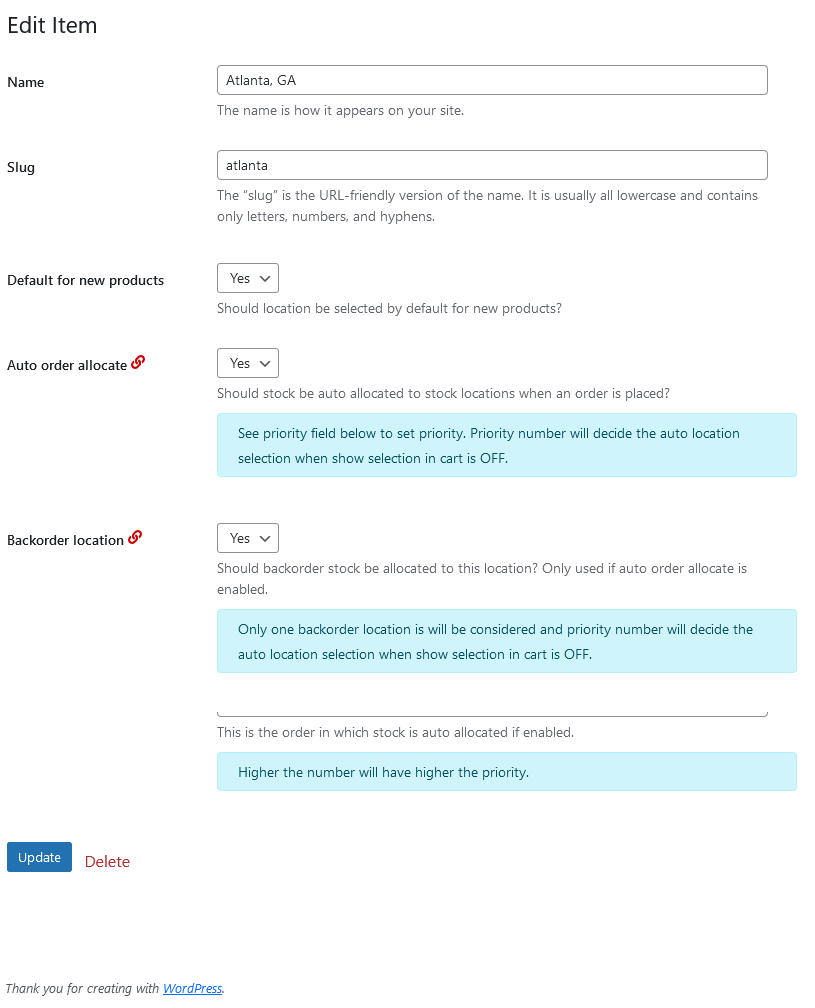 Edit Item
Name
Atlanta, GA
The name is how it appears on your site.
Slug
atlanta
The “slug” is the URL-friendly version of the name. It is usually all lowercase and contains
only letters, numbers, and hyphens.
Default for new products
Yes
Should location be selected by default for new products?
Auto order allocate
Yes
Should stock be auto allocated to stock locations when an order is placed?
See priority field below to set priority. Priority number will decide the auto location
selection when show selection in cart is OFF.
Backorder location
Yes
Should backorder stock be allocated to this location? Only used if auto order allocate is
enabled.
Only one backorder location is will be considered and priority number will decide the
auto location selection when show selection in cart is OFF.
This is the order in which stock is auto allocated if enabled.
Higher the number will have higher the priority.
Update
Delete
Thank you for creating with WordPress.